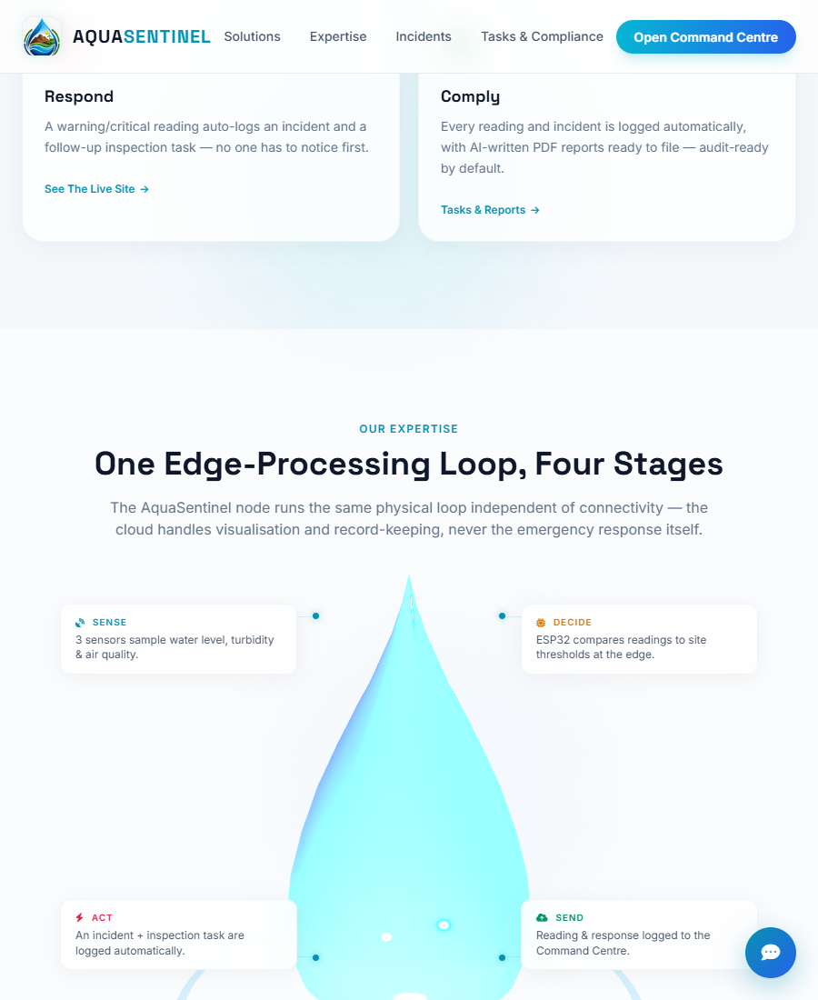 AQUASENTINEL
Solutions
Expertise
Incidents
Tasks & Compliance
Open Command Centre
Respond
A warning/critical reading auto-logs an incident and a
follow-up inspection task — no one has to notice first.
See The Live Site →
Comply
Every reading and incident is logged automatically,
with AI-written PDF reports ready to file — audit-ready
by default.
Tasks & Reports →
OUR EXPERTISE
One Edge-Processing Loop, Four Stages
The AquaSentinel node runs the same physical loop independent of connectivity — the
cloud handles visualisation and record-keeping, never the emergency response itself.
SENSE
3 sensors sample water level, turbidity
& air quality.
DECIDE
ESP32 compares readings to site
thresholds at the edge.
ACT
An incident + inspection task are
logged automatically.
SEND
Reading & response logged to the
Command Centre.